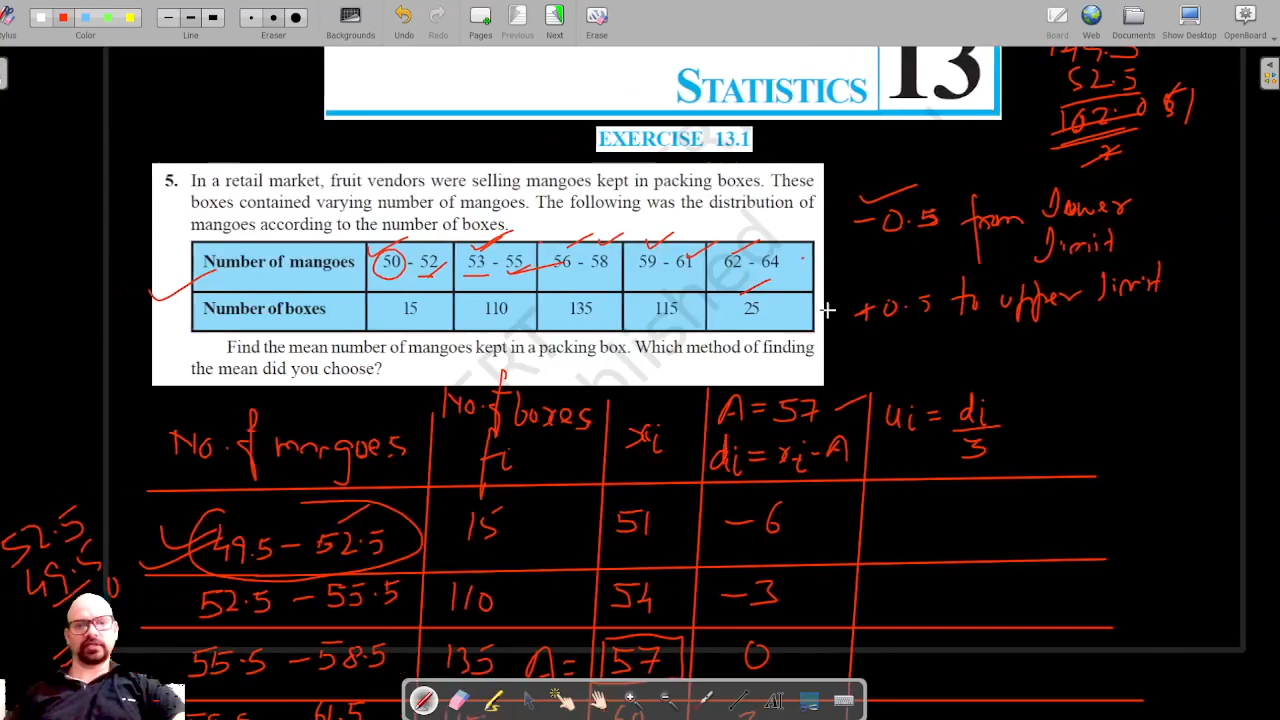 Stylus
Color
Line
Eraser
Backgrounds
Undo
Redo
Pages
Previous
Next
Erase
Board
Web
Documents
Show Desktop
OpenBoard
STATISTICS 13
52.5
102.0 51
2
EXERCISE 13.1
5. In a retail market, fruit vendors were selling mangoes kept in packing boxes. These
boxes contained varying number of mangoes. The following was the distribution of
mangoes according to the number of boxes.
Number of mangoes 50 - 52 53 - 55 56 - 58 59 - 61 62 - 64
Number of boxes 15 110 135 115 25
Find the mean number of mangoes kept in a packing box. Which method of finding
the mean did you choose?
-0.5 from lower
limit
+0.5 to upper limit
No. of mangoes No. of boxes fi xi A = 57 di = xi - A ui = di/3
49.5 - 52.5 15 51 -6
52.5 - 55.5 110 54 -3
55.5 - 58.5 135 A = 57 0
61.5
52.5